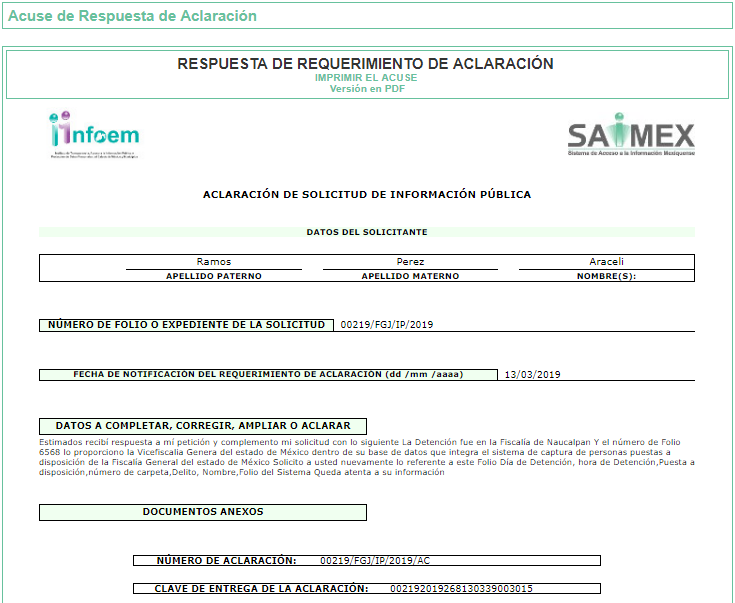 Acuse de Respuesta de Aclaración
RESPUESTA DE REQUERIMIENTO DE ACLARACIÓN
IMPRIMIR EL ACUSE
Versión en PDF
infoem
SAIMEX
Sistema de Acceso a la Información Mexiquense
ACLARACIÓN DE SOLICITUD DE INFORMACIÓN PÚBLICA
DATOS DEL SOLICITANTE
Ramos Perez Araceli
APELLIDO PATERNO APELLIDO MATERNO NOMBRE(S):
NÚMERO DE FOLIO O EXPEDIENTE DE LA SOLICITUD 00219/FGJ/IP/2019
FECHA DE NOTIFICACION DEL REQUERIMIENTO DE ACLARACIÓN (dd /mm /aaaa) 13/03/2019
DATOS A COMPLETAR, CORREGIR, AMPLIAR O ACLARAR
Estimados recibí respuesta a mí petición y complemento mi solicitud con lo siguiente La Detención fue en la Fiscalía de Naucalpan Y el número de Folio
6568 lo proporciono la Vicefiscalia Genera del estado de México dentro de su base de datos que integra el sistema de captura de personas puestas a
disposición de la Fiscalía General del estado de México Solicito a usted nuevamente lo referente a este Folio Día de Detención, hora de Detención,Puesta a
disposición,número de carpeta,Delito, Nombre,Folio del Sistema Queda atenta a su información
DOCUMENTOS ANEXOS
NÚMERO DE ACLARACIÓN: 00219/FGJ/IP/2019/AC
CLAVE DE ENTREGA DE LA ACLARACIÓN: 002192019268130339003015